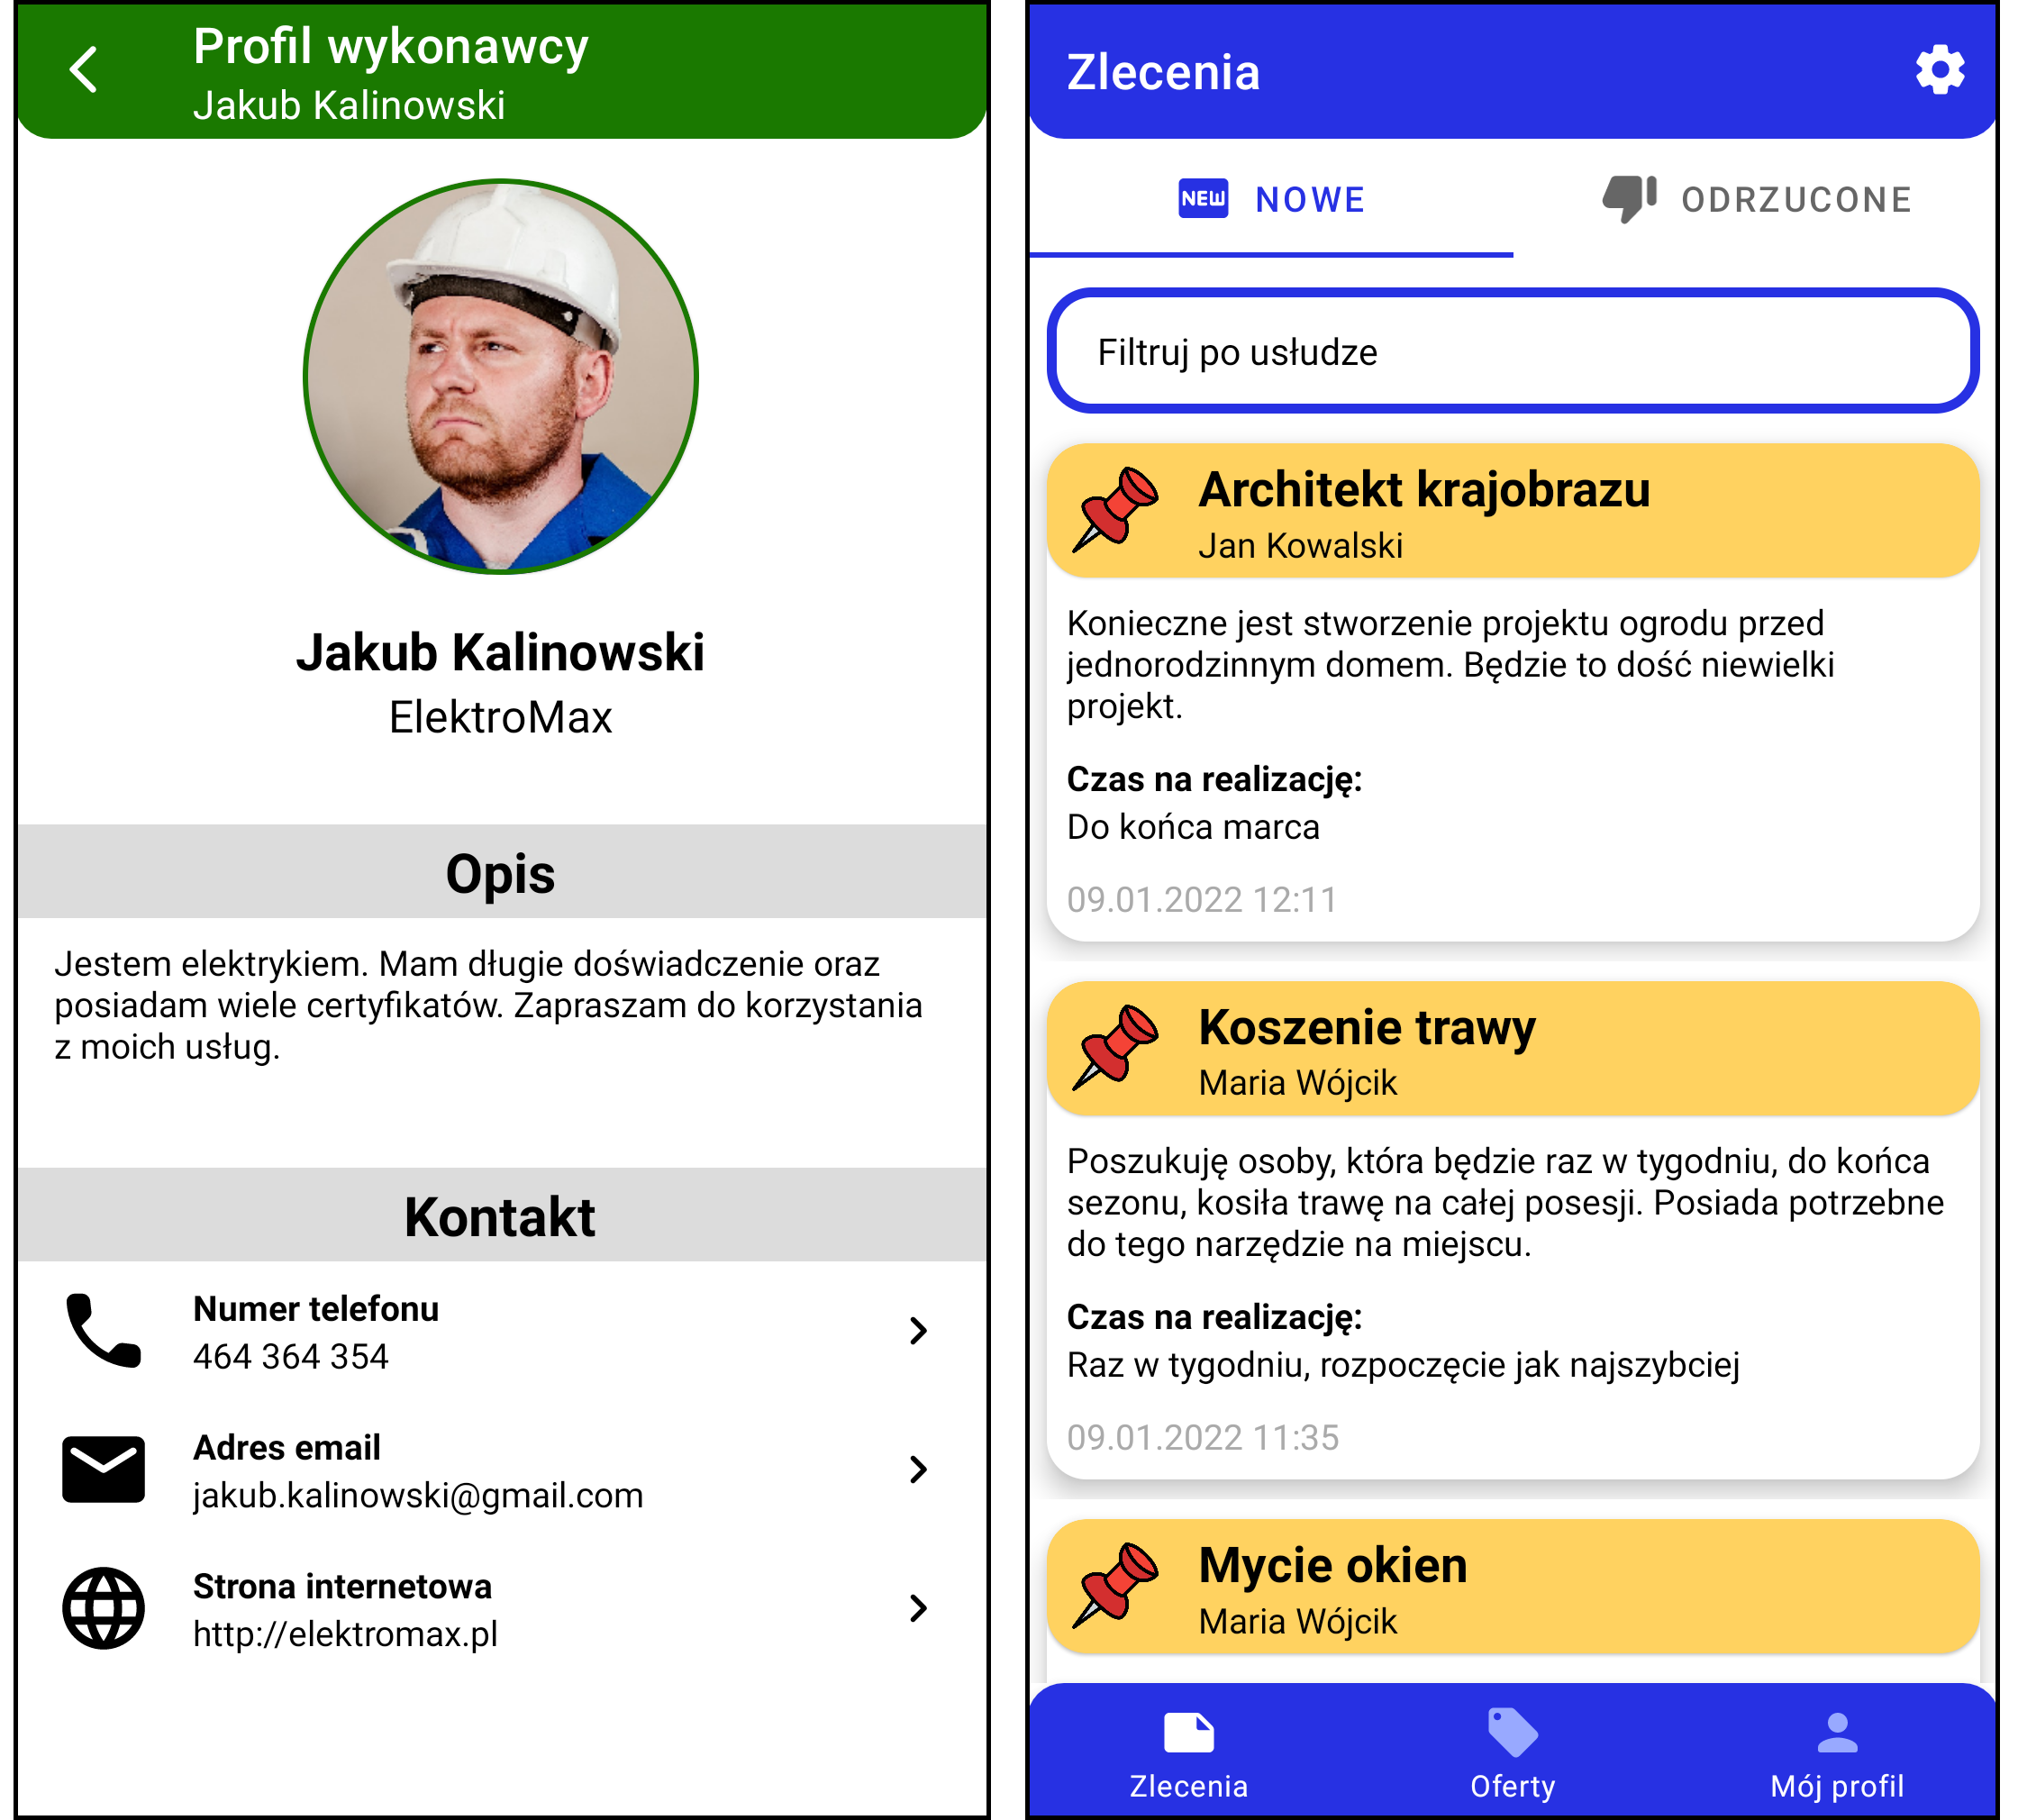 Profil wykonawcy
Jakub Kalinowski
Jakub Kalinowski
ElektroMax
Opis
Jestem elektrykiem. Mam długie doświadczenie oraz
posiadam wiele certyfikatów. Zapraszam do korzystania
z moich usług.
Kontakt
Numer telefonu
464 364 354
Adres email
jakub.kalinowski@gmail.com
Strona internetowa
http://elektromax.pl
Zlecenia
NEW NOWE
ODRZUCONE
Filtruj po usłudze
Architekt krajobrazu
Jan Kowalski
Konieczne jest stworzenie projektu ogrodu przed
jednorodzinnym domem. Będzie to dość niewielki
projekt.
Czas na realizację:
Do końca marca
09.01.2022 12:11
Koszenie trawy
Maria Wójcik
Poszukuję osoby, która będzie raz w tygodniu, do końca
sezonu, kosiła trawę na całej posesji. Posiada potrzebne
do tego narzędzie na miejscu.
Czas na realizację:
Raz w tygodniu, rozpoczęcie jak najszybciej
09.01.2022 11:35
Mycie okien
Maria Wójcik
Zlecenia
Oferty
Mój profil